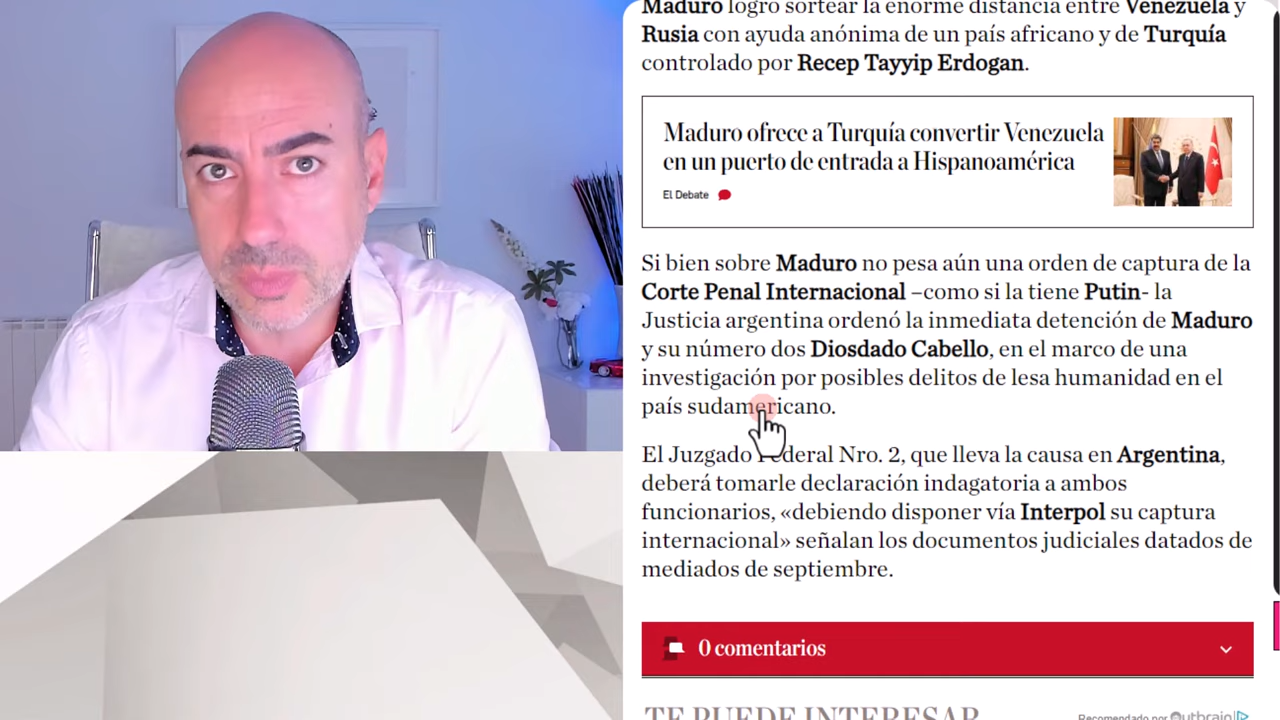 Maduro logró sortear la enorme distancia entre Venezuela y
Rusia con ayuda anónima de un país africano y de Turquía
controlado por Recep Tayyip Erdogan.
Maduro ofrece a Turquía convertir Venezuela
en un puerto de entrada a Hispanoamérica
El Debate
Si bien sobre Maduro no pesa aún una orden de captura de la
Corte Penal Internacional –como si la tiene Putin- la
Justicia argentina ordenó la inmediata detención de Maduro
y su número dos Diosdado Cabello, en el marco de una
investigación por posibles delitos de lesa humanidad en el
país sudamericano.
El Juzgado Federal Nro. 2, que lleva la causa en Argentina,
deberá tomarle declaración indagatoria a ambos
funcionarios, «debiendo disponer vía Interpol su captura
internacional» señalan los documentos judiciales datados de
mediados de septiembre.
0 comentarios
TE PUEDE INTERESAR
Recomendado por Outbrain